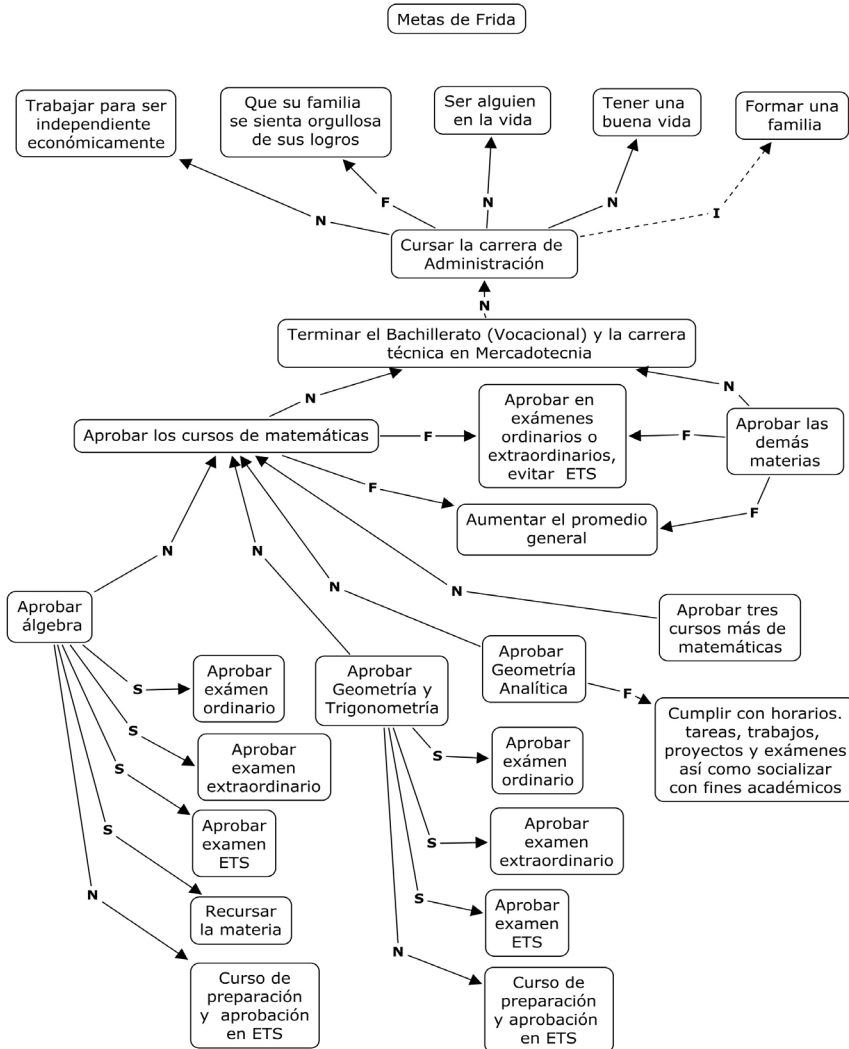 Metas de Frida
Trabajar para ser
independiente
económicamente
Que su familia
se sienta orgullosa
de sus logros
Ser alguien
en la vida
Tener una
buena vida
Formar una
familia
N
F
N
N
I
Cursar la carrera de
Administración
N
Terminar el Bachillerato (Vocacional) y la carrera
técnica en Mercadotecnia
N
N
Aprobar los cursos de matemáticas
F
Aprobar en
exámenes
ordinarios o
extraordinarios,
evitar ETS
F
Aprobar las
demás
materias
F
F
Aumentar el promedio
general
N
N
N
N
Aprobar
álgebra
Aprobar tres
cursos más de
matemáticas
S
Aprobar
exámen
ordinario
Aprobar
Geometría y
Trigonometría
Aprobar
Geometría
Analítica
F
Cumplir con horarios.
tareas, trabajos,
proyectos y exámenes
así como socializar
con fines académicos
S
Aprobar
examen
extraordinario
S
Aprobar
exámen
ordinario
S
Aprobar
examen
ETS
S
Aprobar
examen
extraordinario
S
Recursar
la materia
S
Aprobar
examen
ETS
N
Curso de
preparación
y aprobación
en ETS
N
Curso de
preparación
y aprobación
en ETS